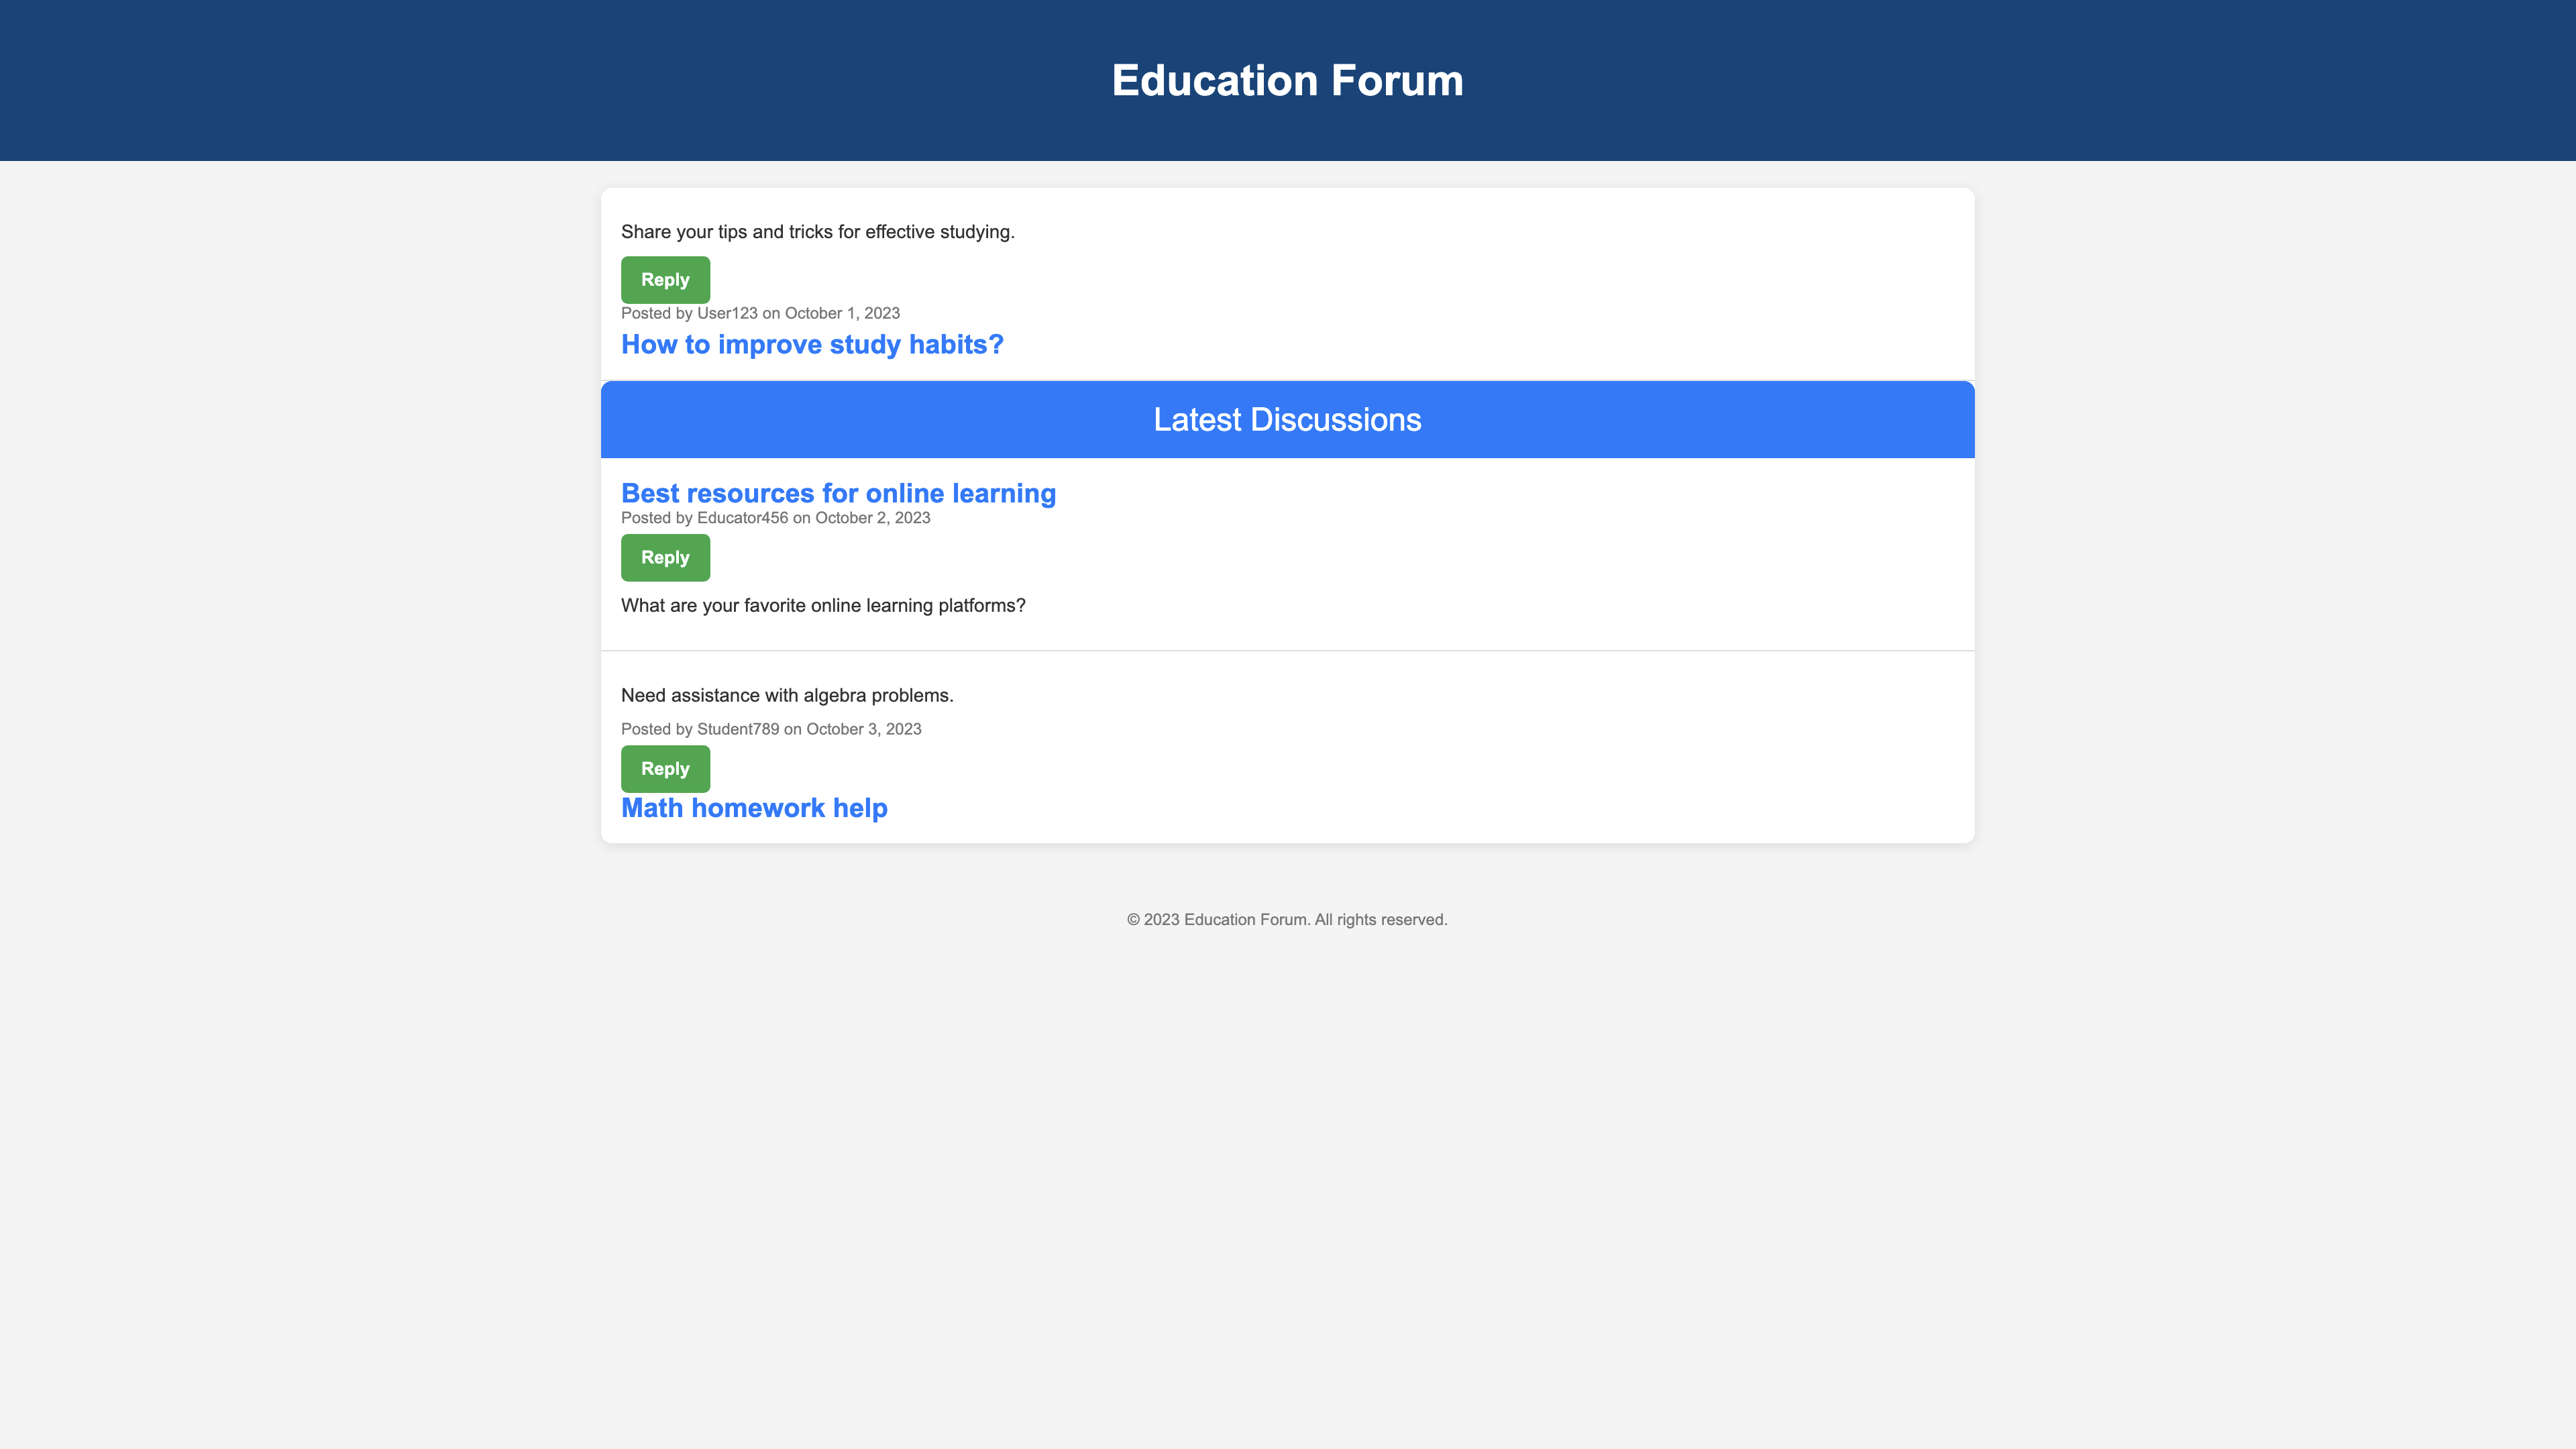 Education Forum
Share your tips and tricks for effective studying.
Reply
Posted by User123 on October 1, 2023
How to improve study habits?
Latest Discussions
Best resources for online learning
Posted by Educator456 on October 2, 2023
Reply
What are your favorite online learning platforms?
Need assistance with algebra problems.
Posted by Student789 on October 3, 2023
Reply
Math homework help
© 2023 Education Forum. All rights reserved.